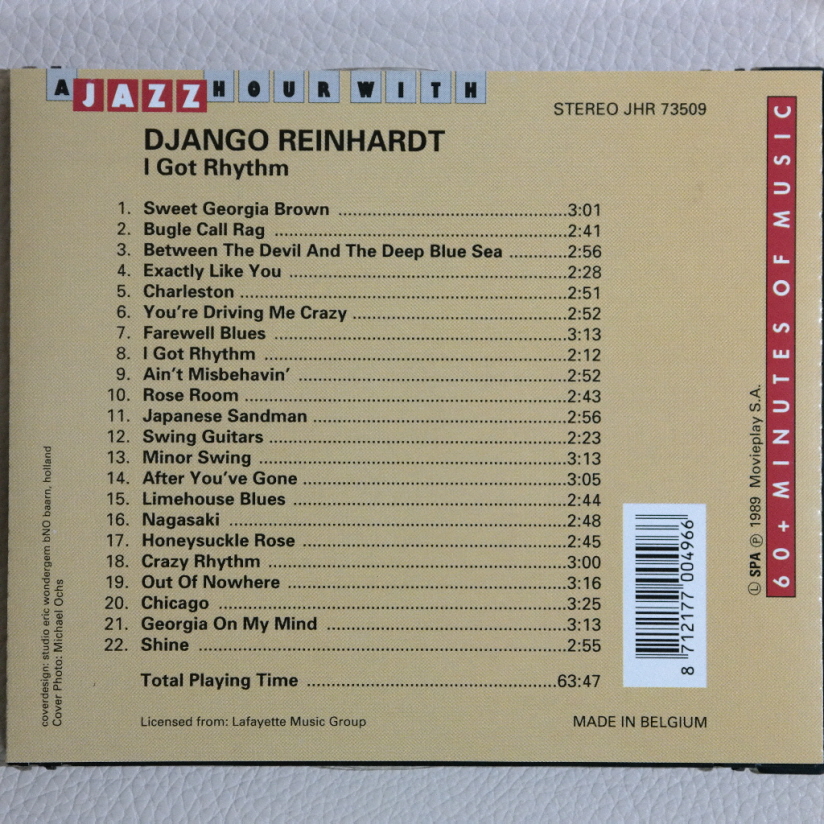 A JAZZ HOUR WITH
STEREO JHR 73509
DJANGO REINHARDT
I Got Rhythm
1. Sweet Georgia Brown ........ 3:01
2. Bugle Call Rag ........ 2:41
3. Between The Devil And The Deep Blue Sea ........ 2:56
4. Exactly Like You ........ 2:28
5. Charleston ........ 2:51
6. You're Driving Me Crazy ........ 2:52
7. Farewell Blues ........ 3:13
8. I Got Rhythm ........ 2:12
9. Ain't Misbehavin' ........ 2:52
10. Rose Room ........ 2:43
11. Japanese Sandman ........ 2:56
12. Swing Guitars ........ 2:23
13. Minor Swing ........ 3:13
14. After You've Gone ........ 3:05
15. Limehouse Blues ........ 2:44
16. Nagasaki ........ 2:48
17. Honeysuckle Rose ........ 2:45
18. Crazy Rhythm ........ 3:00
19. Out Of Nowhere ........ 3:16
20. Chicago ........ 3:25
21. Georgia On My Mind ........ 3:13
22. Shine ........ 2:55
Total Playing Time ........ 63:47
Licensed from: Lafayette Music Group
MADE IN BELGIUM
coverdesign: studio eric wondergem bNO baarn, holland
Cover Photo: Michael Ochs
8 712177 004966
Ⓛ SPA Ⓟ 1989 Movieplay S.A.
60+ MINUTES OF MUSIC